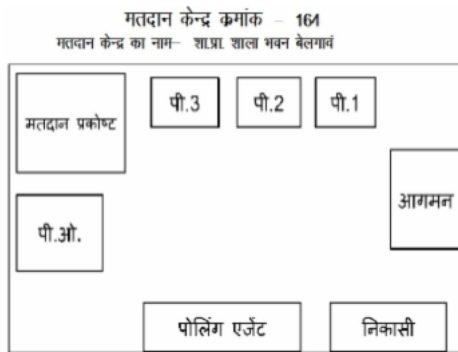 मतदान केन्द्र क्रमांक - 164
मतदान केन्द्र का नाम- शा.प्रा. शाला भवन बेलगावं
मतदान प्रकोष्ट
पी.3
पी.2
पी.1
आगमन
पी.ओ.
पोलिंग एजेंट
निकासी